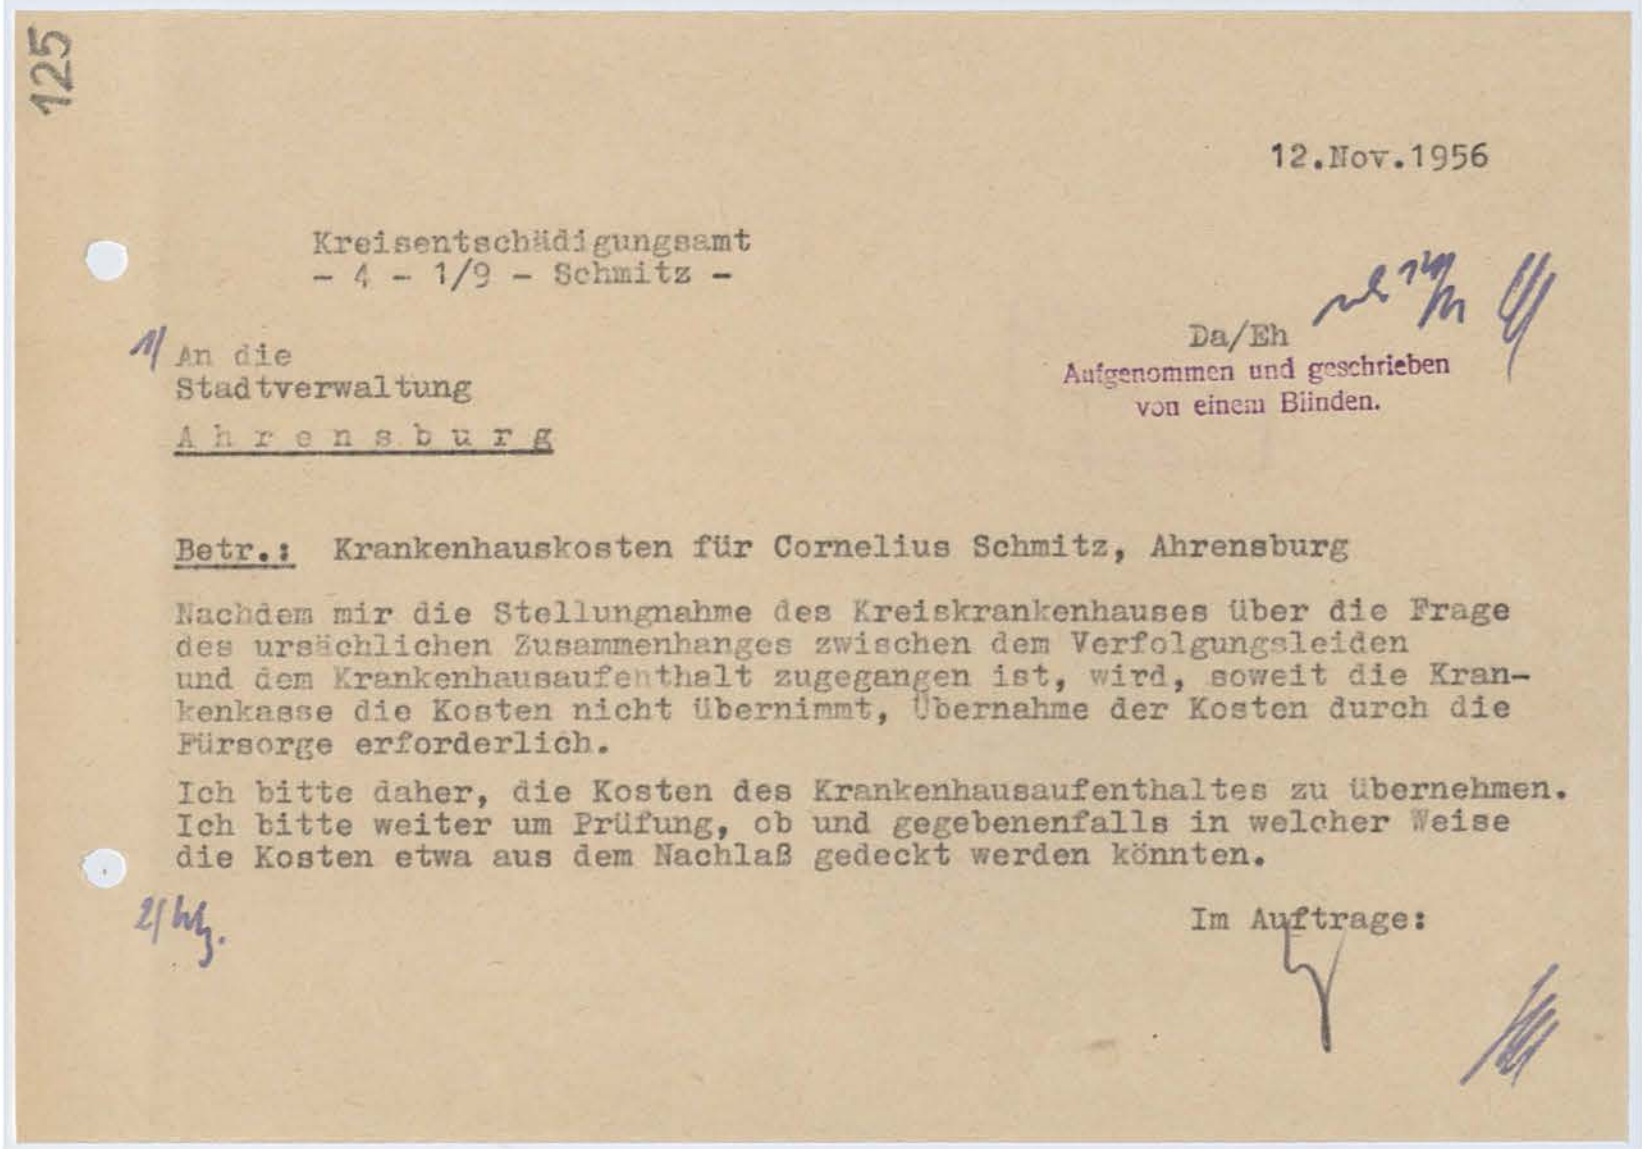 125
12.Nov.1956
Kreisentschädigungsamt
- 4 - 1/9 - Schmitz -
1/ An die
Stadtverwaltung
Ahrensburg
Da/Eh
Aufgenommen und geschrieben
von einem Blinden.
Betr.: Krankenhauskosten für Cornelius Schmitz, Ahrensburg
Nachdem mir die Stellungnahme des Kreiskrankenhauses über die Frage
des ursächlichen Zusammenhanges zwischen dem Verfolgungsleiden
und dem Krankenhausaufenthalt zugegangen ist, wird, soweit die Kran-
kenkasse die Kosten nicht übernimmt, Übernahme der Kosten durch die
Fürsorge erforderlich.
Ich bitte daher, die Kosten des Krankenhausaufenthaltes zu übernehmen.
Ich bitte weiter um Prüfung, ob und gegebenenfalls in welcher Weise
die Kosten etwa aus dem Nachlaß gedeckt werden könnten.
2/
Im Auftrage: